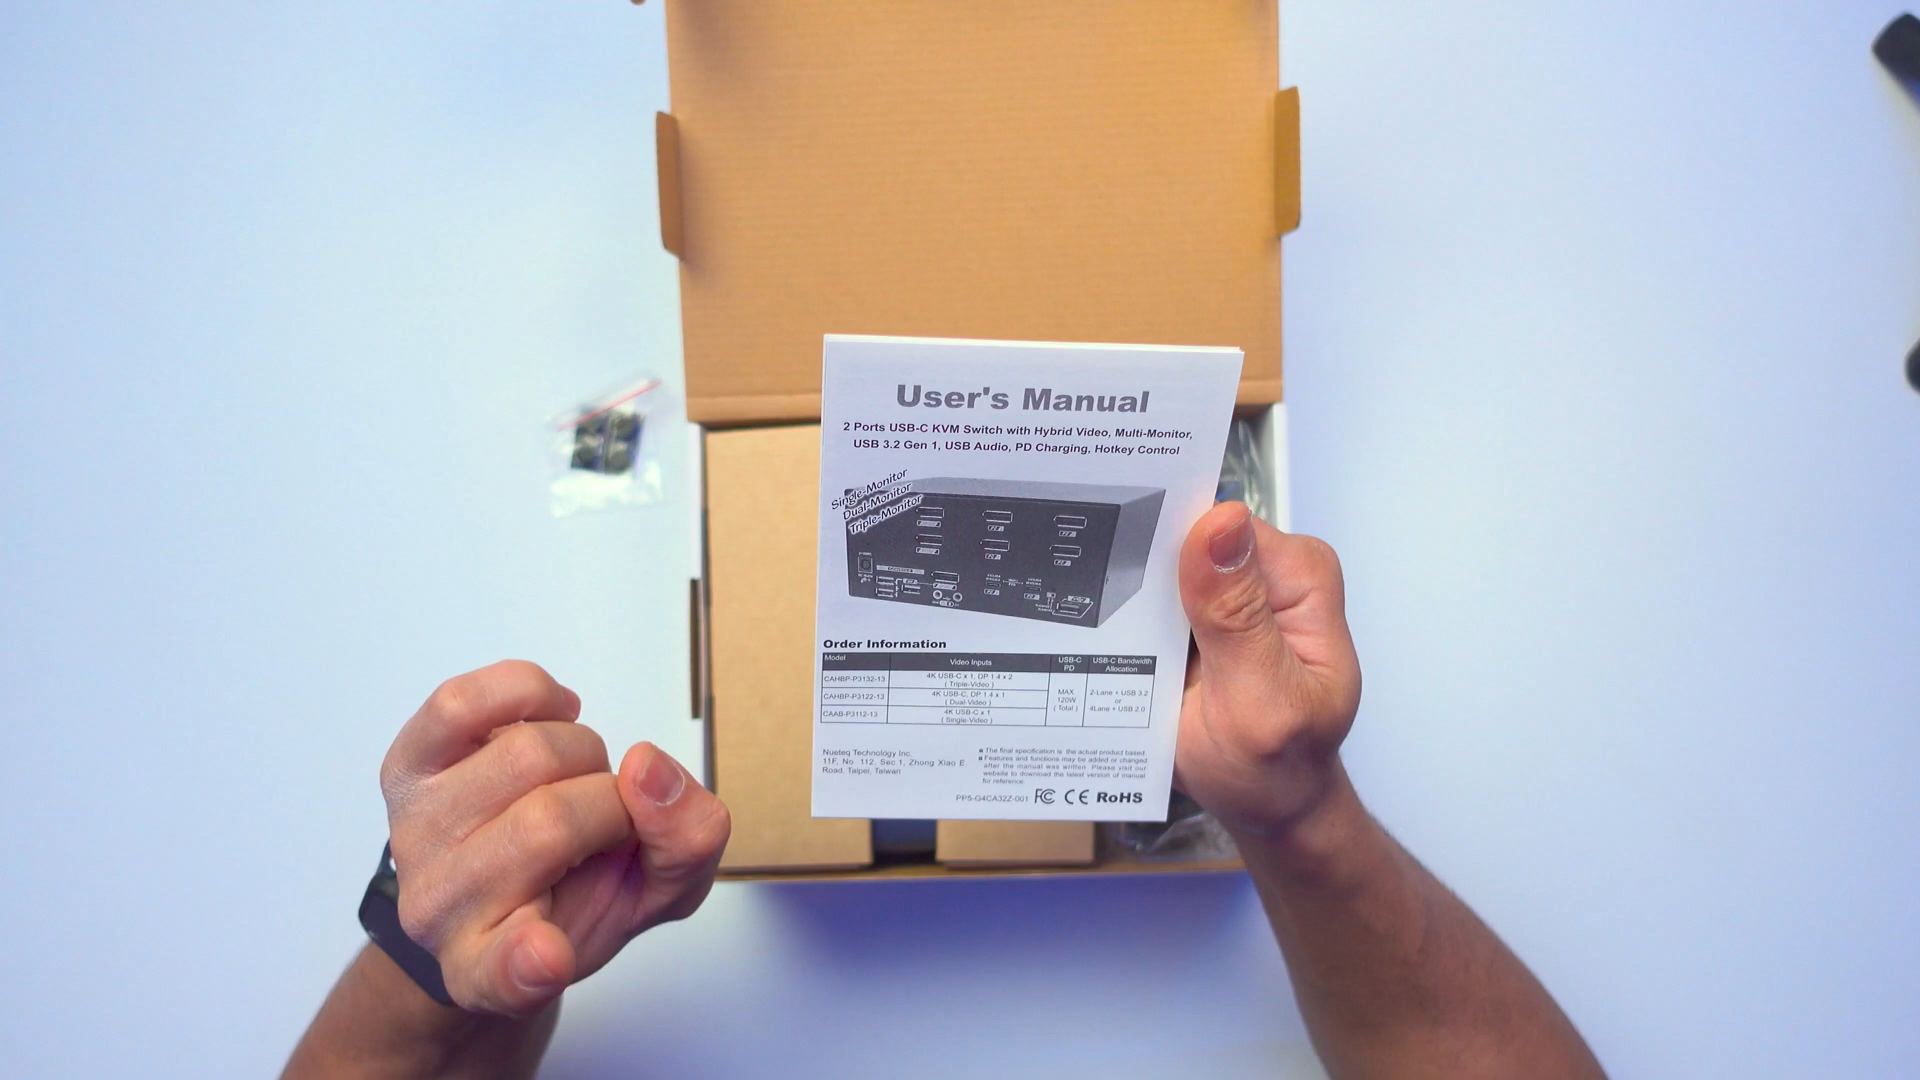 User's Manual
2 Ports USB-C KVM Switch with Hybrid Video, Multi-Monitor,
USB 3.2 Gen 1, USB Audio, PD Charging, Hotkey Control
Single-Monitor
Dual-Monitor
Triple-Monitor
Order Information
Model Video Inputs USB-C PD USB-C Bandwidth Allocation
CAHBP-P3132-13 4K USB-C x 1, DP 1.4 x 2
( Triple-Video )
CAHBP-P3122-13 4K USB-C, DP 1.4 x 1
( Dual-Video )
CAAB-P3112-13 4K USB-C x 1
( Single-Video )
MAX
120W
( Total )
2-Lane + USB 3.2
or
4Lane + USB 2.0
Nueteq Technology Inc.
11F, No. 112, Sec.1, Zhong Xiao E
Road, Taipei, Taiwan
■ The final specification is the actual product based.
■ Features and functions may be added or changed
after the manual was written. Please visit our
website to download the latest version of manual
for reference.
PP5-G4CA32Z-001 FC CE RoHS